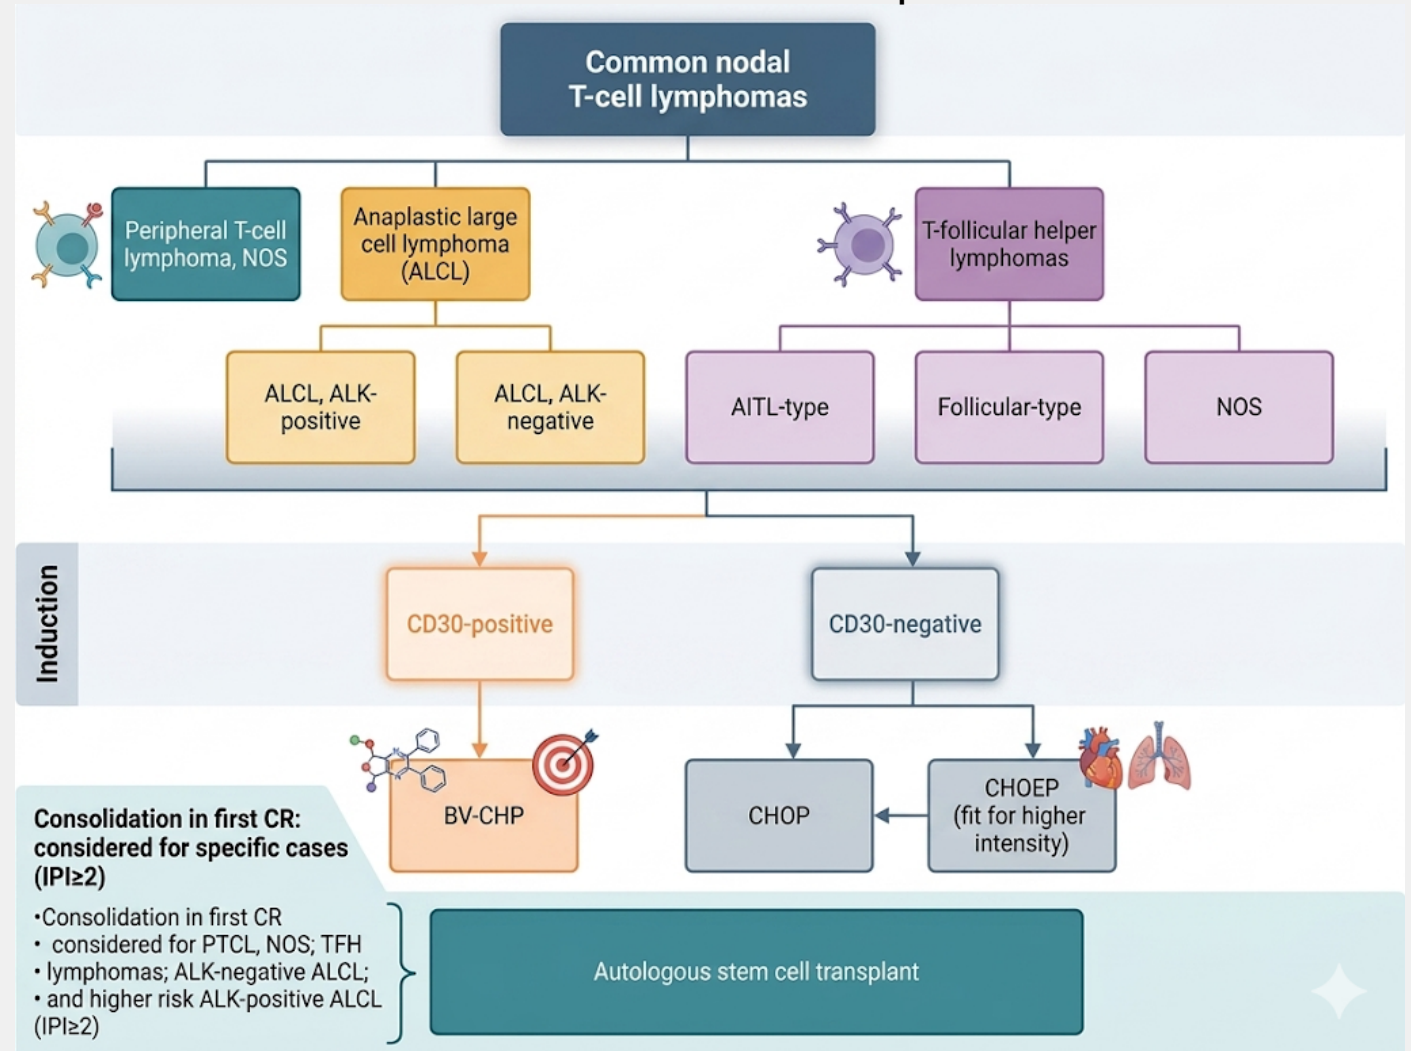 Common nodal
T-cell lymphomas
Peripheral T-cell
lymphoma, NOS
Anaplastic large
cell lymphoma
(ALCL)
T-follicular helper
lymphomas
ALCL, ALK-
positive
ALCL, ALK-
negative
AITL-type
Follicular-type
NOS
Induction
CD30-positive
CD30-negative
BV-CHP
CHOP
CHOEP
(fit for higher
intensity)
Consolidation in first CR:
considered for specific cases
(IPI≥2)
•Consolidation in first CR
• considered for PTCL, NOS; TFH
• lymphomas; ALK-negative ALCL;
• and higher risk ALK-positive ALCL
(IPI≥2)
Autologous stem cell transplant